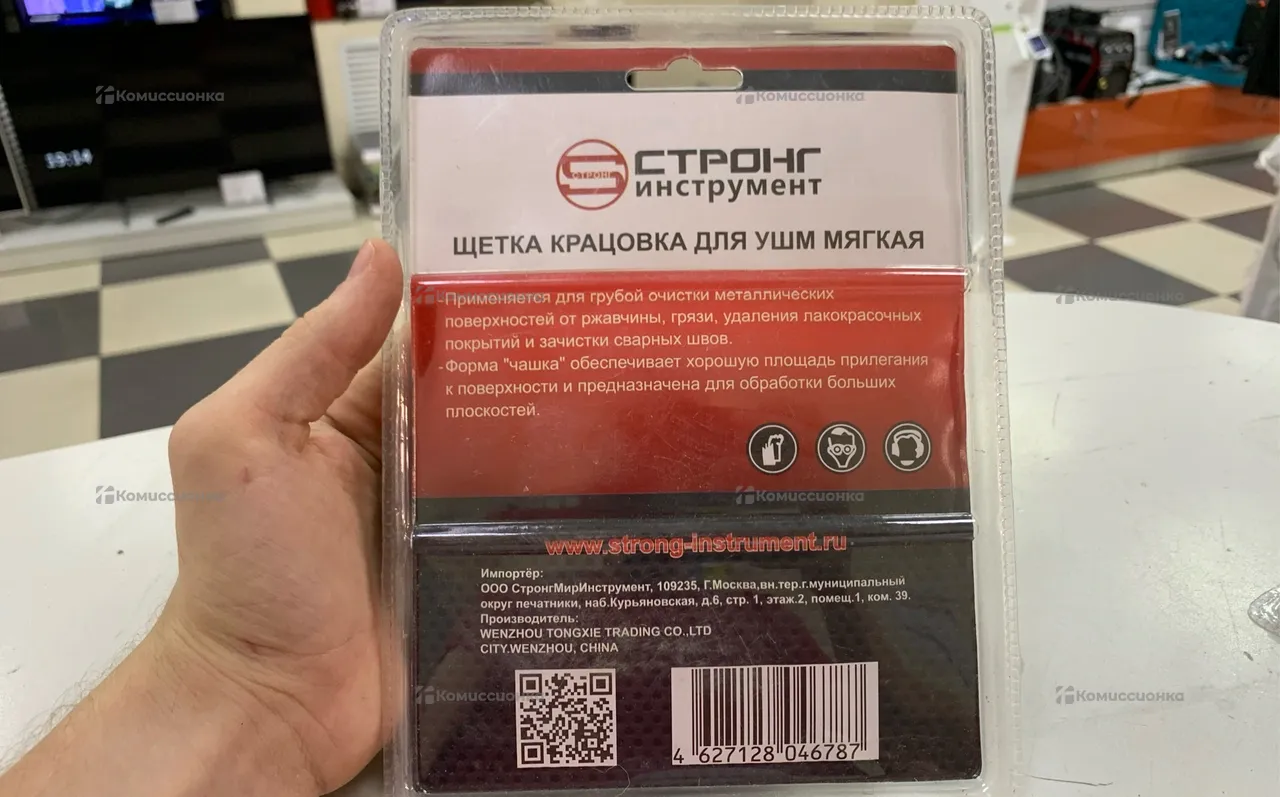 19:14
Комиссионка
Комиссионка
СТРОНГ
СТРОНГ
инструмент
ЩЕТКА КРАЦОВКА ДЛЯ УШМ МЯГКАЯ
Комиссионка
Применяется для грубой очистки металлических
поверхностей от ржавчины, грязи, удаления лакокрасочных
покрытий и зачистки сварных швов.
-Форма "чашка" обеспечивает хорошую площадь прилегания
к поверхности и предназначена для обработки больших
плоскостей.
Комиссионка
Комиссионка
www.strong-instrument.ru
Импортёр:
ООО СтронгМирИнструмент, 109235, Г.Москва,вн.тер.г.муниципальный
округ печатники, наб.Курьяновская, д.6, стр. 1, этаж.2, помещ.1, ком. 39.
Производитель:
WENZHOU TONGXIE TRADING CO.,LTD
CITY.WENZHOU, CHINA
Комиссионка
Комиссионка
4 627128 046787